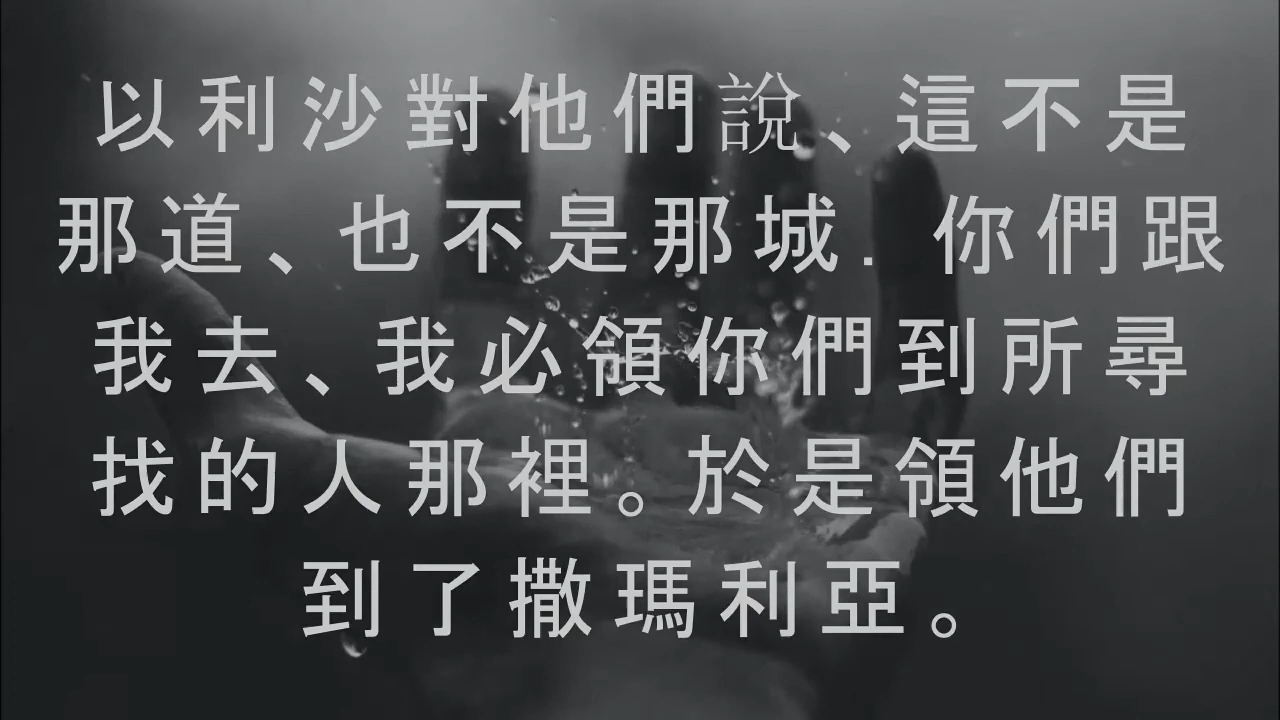 以利沙對他們說、這不是
那道、也不是那城．你們跟
我去、我必領你們到所尋
找的人那裡。於是領他們
到了撒瑪利亞。